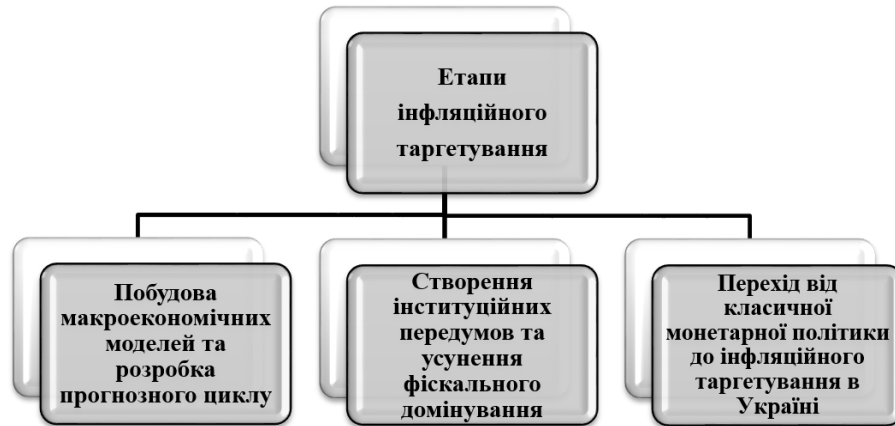 Етапи
інфляційного
таргетування
Побудова
макроекономічних
моделей та
розробка
прогнозного циклу
Створення
інституційних
передумов та
усунення
фіскального
домінування
Перехід від
класичної
монетарної політики
до інфляційного
таргетування в
Україні